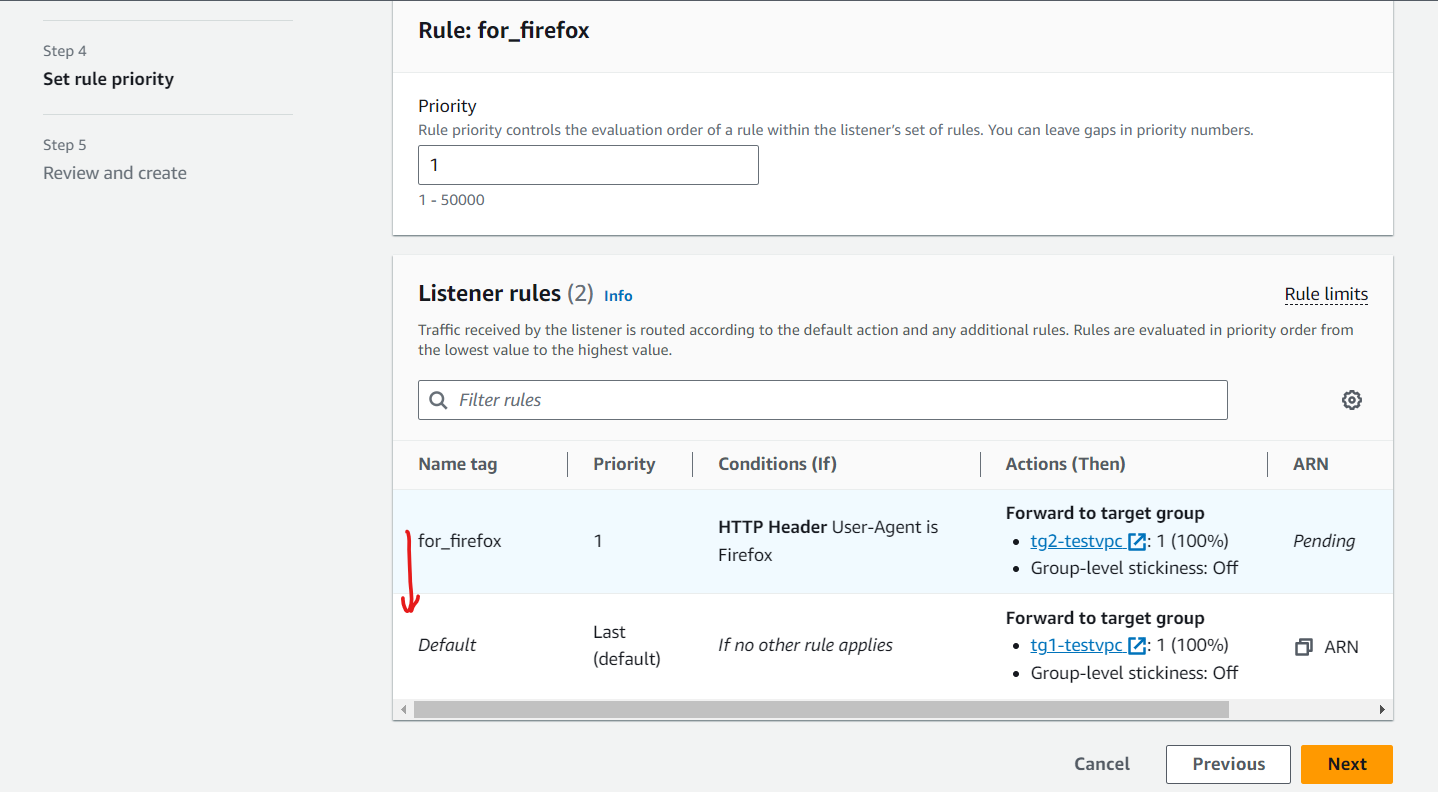 Rule: for_firefox
Step 4
Set rule priority
Step 5
Review and create
Priority
Rule priority controls the evaluation order of a rule within the listener's set of rules. You can leave gaps in priority numbers.
1
1 - 50000
Listener rules (2) Info
Rule limits
Traffic received by the listener is routed according to the default action and any additional rules. Rules are evaluated in priority order from
the lowest value to the highest value.
Filter rules
Name tag Priority Conditions (If) Actions (Then) ARN
for_firefox
1
HTTP Header User-Agent is
Firefox
Forward to target group
• tg2-testvpc : 1 (100%)
• Group-level stickiness: Off
Pending
Default
Last
(default)
If no other rule applies
Forward to target group
• tg1-testvpc : 1 (100%)
• Group-level stickiness: Off
ARN
Cancel Previous Next